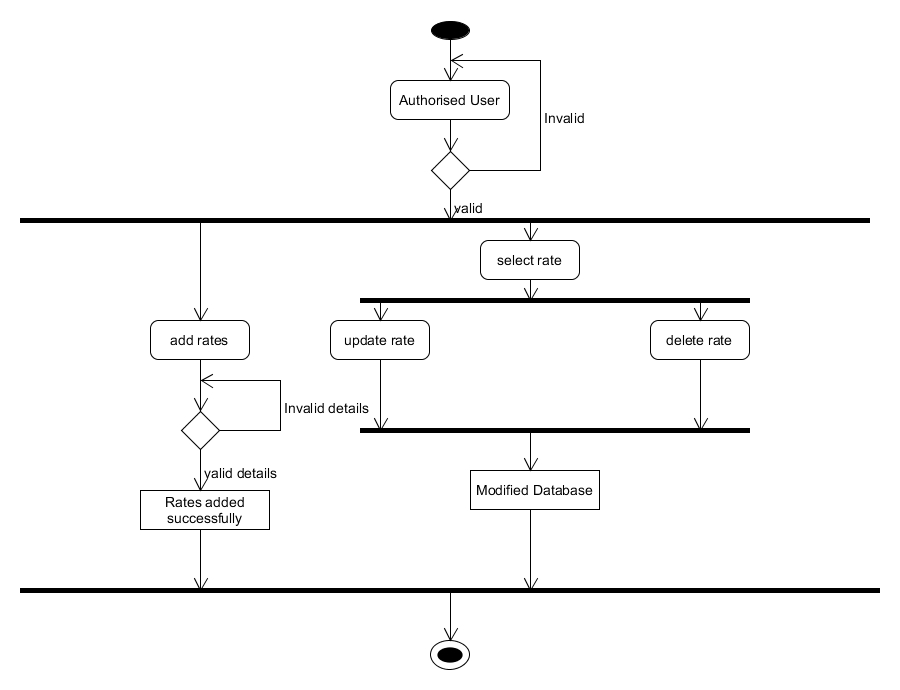 Authorised User
Invalid
valid
select rate
add rates
update rate
delete rate
Invalid details
valid details
Rates added
successfully
Modified Database